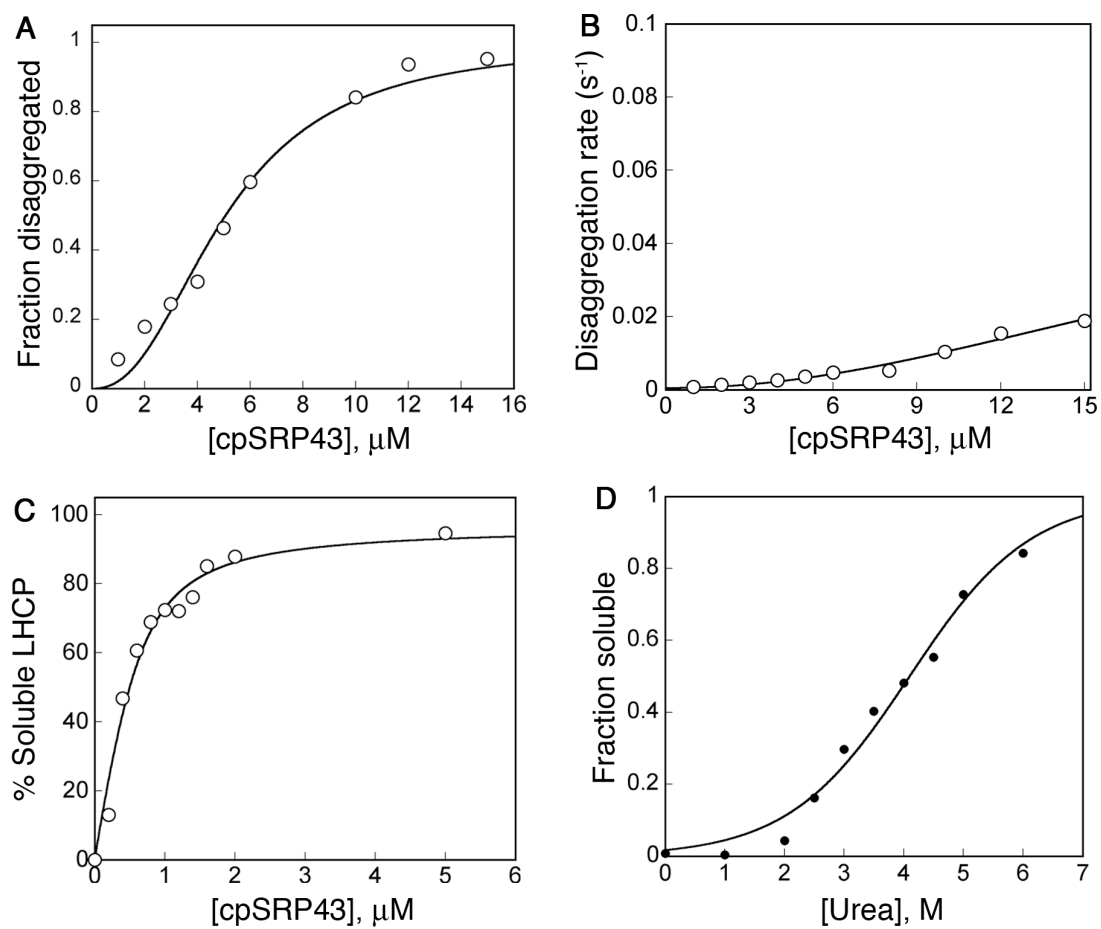 A
Fraction disaggregated
1
0.8
0.6
0.4
0.2
0
0 2 4 6 8 10 12 14 16
[cpSRP43], μM
B
Disaggregation rate (s-1)
0.1
0.08
0.06
0.04
0.02
0
0 3 6 9 12 15
[cpSRP43], μM
C
% Soluble LHCP
100
80
60
40
20
0
0 1 2 3 4 5 6
[cpSRP43], μM
D
Fraction soluble
1
0.8
0.6
0.4
0.2
0
0 1 2 3 4 5 6 7
[Urea], M